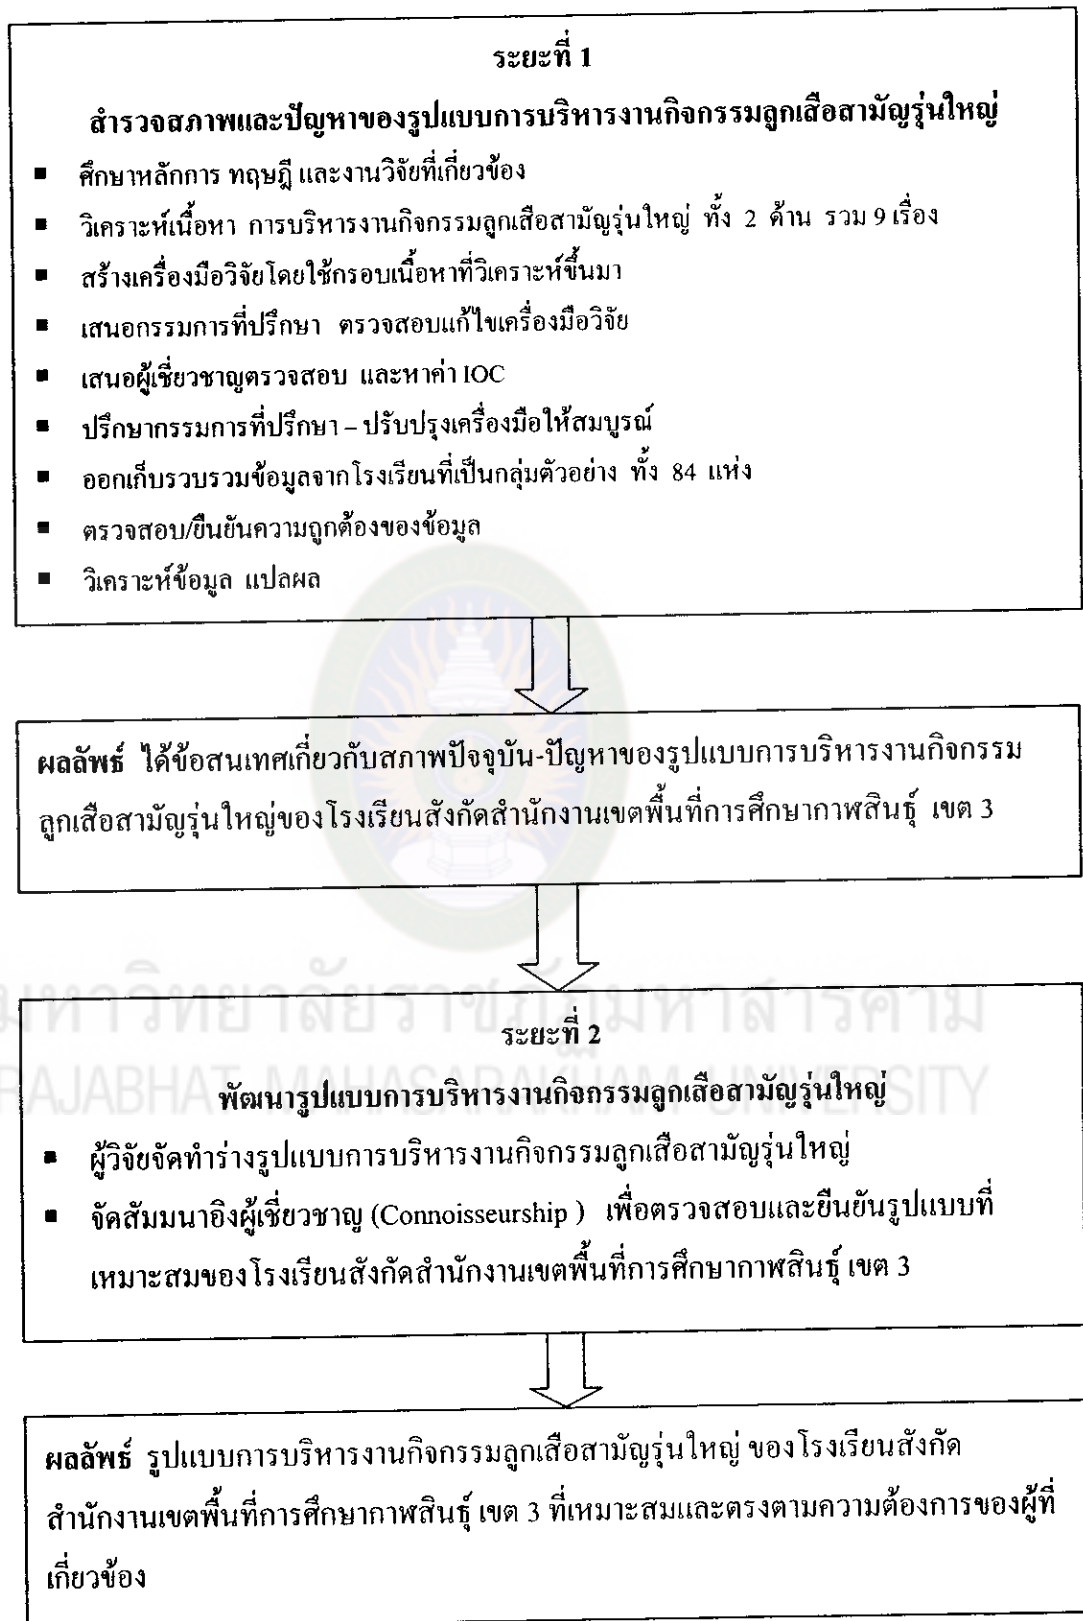 ระยะที่ 1
สำรวจสภาพและปัญหาของรูปแบบการบริหารงานกิจกรรมลูกเสือสามัญรุ่นใหญ่
▪ ศึกษาหลักการ ทฤษฎี และงานวิจัยที่เกี่ยวข้อง
▪ วิเคราะห์เนื้อหา การบริหารงานกิจกรรมลูกเสือสามัญรุ่นใหญ่ ทั้ง 2 ด้าน รวม 9 เรื่อง
▪ สร้างเครื่องมือวิจัยโดยใช้กรอบเนื้อหาที่วิเคราะห์ขึ้นมา
▪ เสนอกรรมการที่ปรึกษา ตรวจสอบแก้ไขเครื่องมือวิจัย
▪ เสนอผู้เชี่ยวชาญตรวจสอบ และหาค่า IOC
▪ ปรึกษากรรมการที่ปรึกษา – ปรับปรุงเครื่องมือให้สมบูรณ์
▪ ออกเก็บรวบรวมข้อมูลจากโรงเรียนที่เป็นกลุ่มตัวอย่าง ทั้ง 84 แห่ง
▪ ตรวจสอบ/ยืนยันความถูกต้องของข้อมูล
▪ วิเคราะห์ข้อมูล แปลผล
ผลลัพธ์ ได้ข้อสนเทศเกี่ยวกับสภาพปัจจุบัน-ปัญหาของรูปแบบการบริหารงานกิจกรรม
ลูกเสือสามัญรุ่นใหญ่ของโรงเรียนสังกัดสำนักงานเขตพื้นที่การศึกษากาฬสินธุ์ เขต 3
มหาวิทยาลัยราชภัฏมหาสารคาม
RAJABHAT MAHASARAKHAM UNIVERSITY
ระยะที่ 2
พัฒนารูปแบบการบริหารงานกิจกรรมลูกเสือสามัญรุ่นใหญ่
▪ ผู้วิจัยจัดทำร่างรูปแบบการบริหารงานกิจกรรมลูกเสือสามัญรุ่นใหญ่
▪ จัดสัมมนาอิงผู้เชี่ยวชาญ (Connoisseurship ) เพื่อตรวจสอบและยืนยันรูปแบบที่
เหมาะสมของโรงเรียนสังกัดสำนักงานเขตพื้นที่การศึกษากาฬสินธุ์ เขต 3
ผลลัพธ์ รูปแบบการบริหารงานกิจกรรมลูกเสือสามัญรุ่นใหญ่ ของโรงเรียนสังกัด
สำนักงานเขตพื้นที่การศึกษากาฬสินธุ์ เขต 3 ที่เหมาะสมและตรงตามความต้องการของผู้ที่
เกี่ยวข้อง